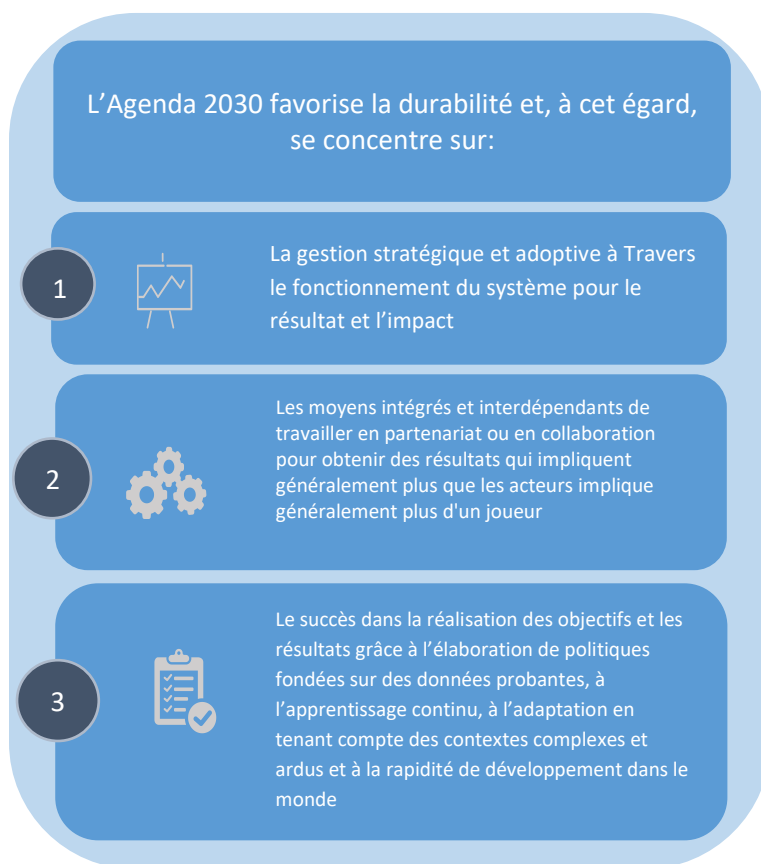 L’Agenda 2030 favorise la durabilité et, à cet égard,
se concentre sur:
1
La gestion stratégique et adoptive à Travers
le fonctionnement du système pour le
résultat et l’impact
2
Les moyens intégrés et interdépendants de
travailler en partenariat ou en collaboration
pour obtenir des résultats qui impliquent
généralement plus que les acteurs implique
généralement plus d'un joueur
3
Le succès dans la réalisation des objectifs et les
résultats grâce à l’élaboration de politiques
fondées sur des données probantes, à
l’apprentissage continu, à l’adaptation en
tenant compte des contextes complexes et
ardus et à la rapidité de développement dans le
monde